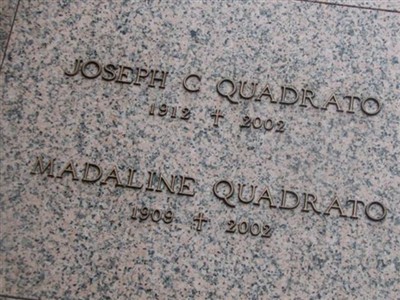 JOSEPH C QUADRATO
1912 ✝ 2002
MADALINE QUADRATO
1909 ✝ 2002